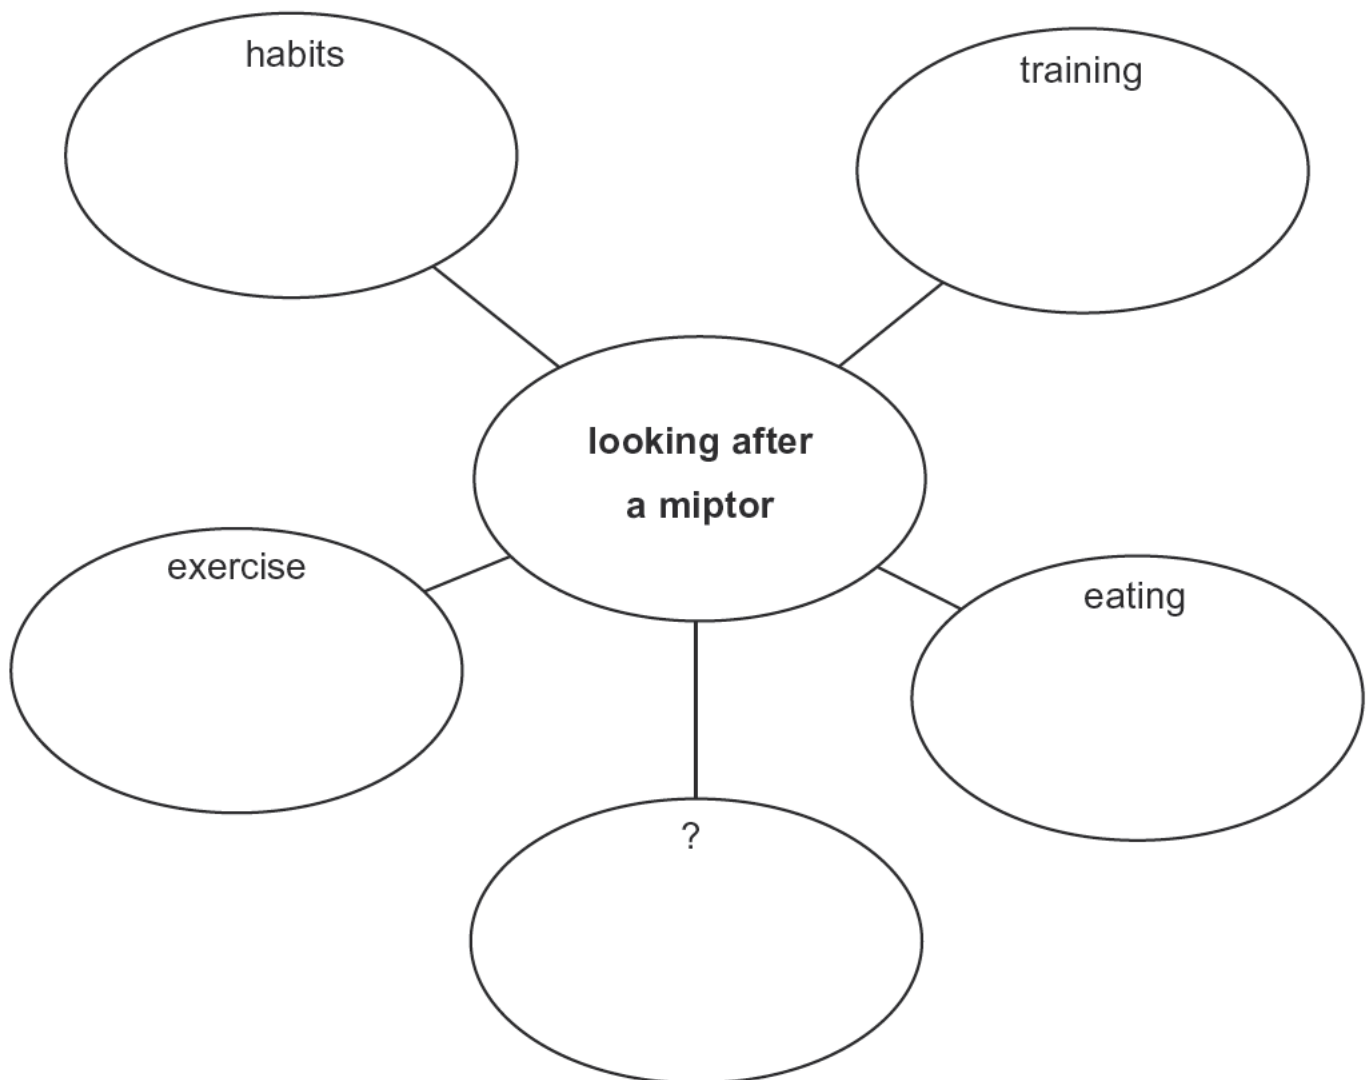 habits
training
looking after
a miptor
exercise
eating
?